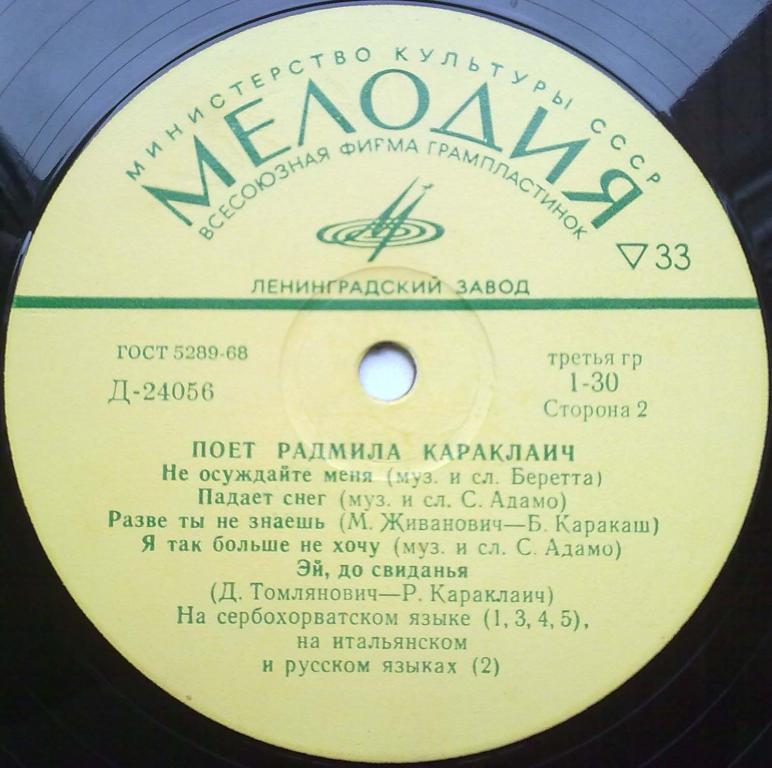 МИНИСТЕРСТВО КУЛЬТУРЫ СССР
МЕЛОДИЯ
ВСЕСОЮЗНАЯ ФИРМА ГРАМПЛАСТИНОК
▽33
ЛЕНИНГРАДСКИЙ ЗАВОД
ГОСТ 5289-68
третья гр
Д-24056
1-30
Сторона 2
ПОЕТ РАДМИЛА КАРАКЛАИЧ
Не осуждайте меня (муз. и сл. Беретта)
Падает снег (муз. и сл. С. Адамо)
Разве ты не знаешь (М. Живанович—Б. Каракаш)
Я так больше не хочу (муз. и сл. С. Адамо)
Эй, до свиданья
(Д. Томлянович—Р. Караклаич)
На сербохорватском языке (1, 3, 4, 5),
на итальянском
и русском языках (2)